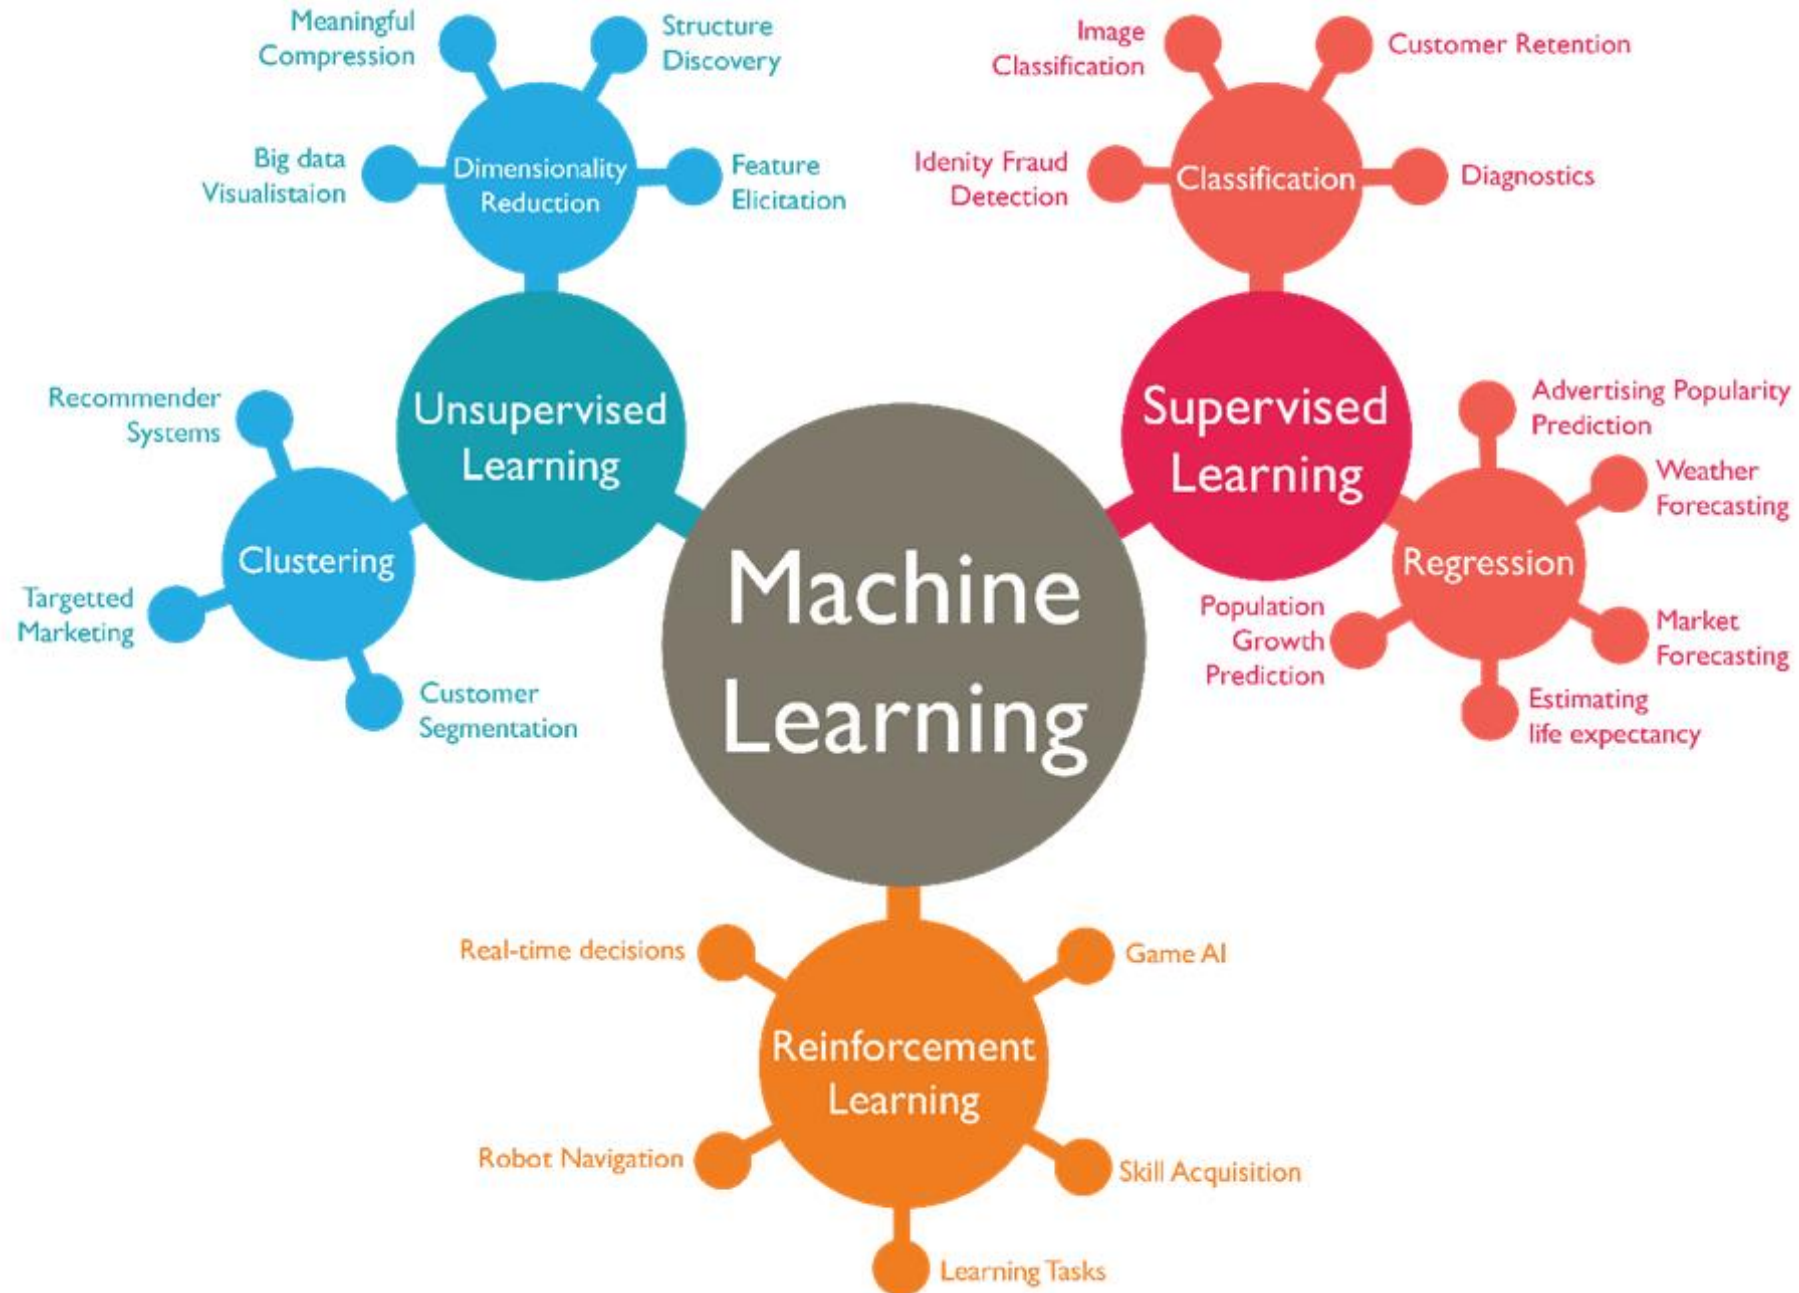 Meaningful
Compression
Structure
Discovery
Big data
Visualistaion
Dimensionality
Reduction
Feature
Elicitation
Image
Classification
Customer Retention
Idenity Fraud
Detection
Classification
Diagnostics
Recommender
Systems
Unsupervised
Learning
Clustering
Targetted
Marketing
Customer
Segmentation
Supervised
Learning
Advertising Popularity
Prediction
Weather
Forecasting
Regression
Population
Growth
Prediction
Market
Forecasting
Estimating
life expectancy
Machine
Learning
Real-time decisions
Game AI
Reinforcement
Learning
Robot Navigation
Skill Acquisition
Learning Tasks